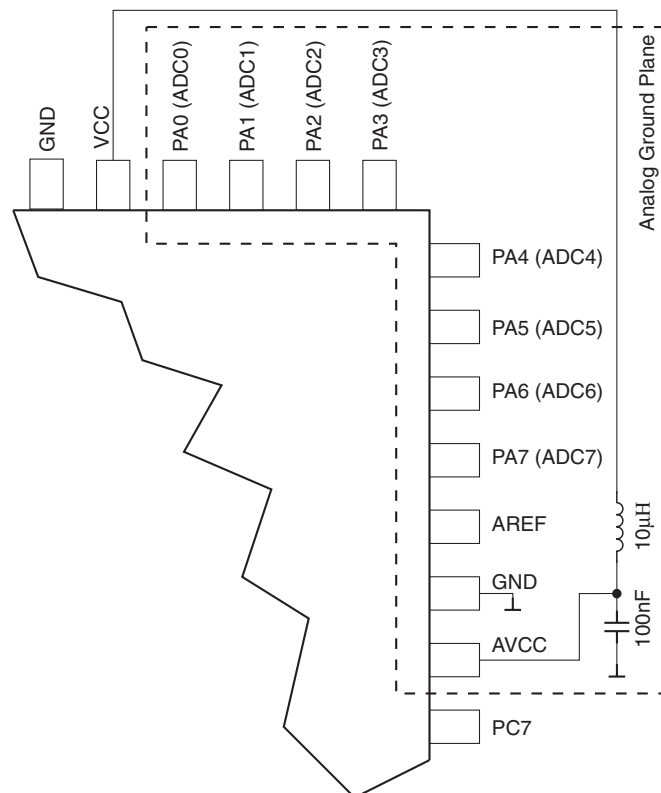 GND
VCC
PA0 (ADC0)
PA1 (ADC1)
PA2 (ADC2)
PA3 (ADC3)
Analog Ground Plane
PA4 (ADC4)
PA5 (ADC5)
PA6 (ADC6)
PA7 (ADC7)
AREF
10μH
GND
AVCC
100nF
PC7